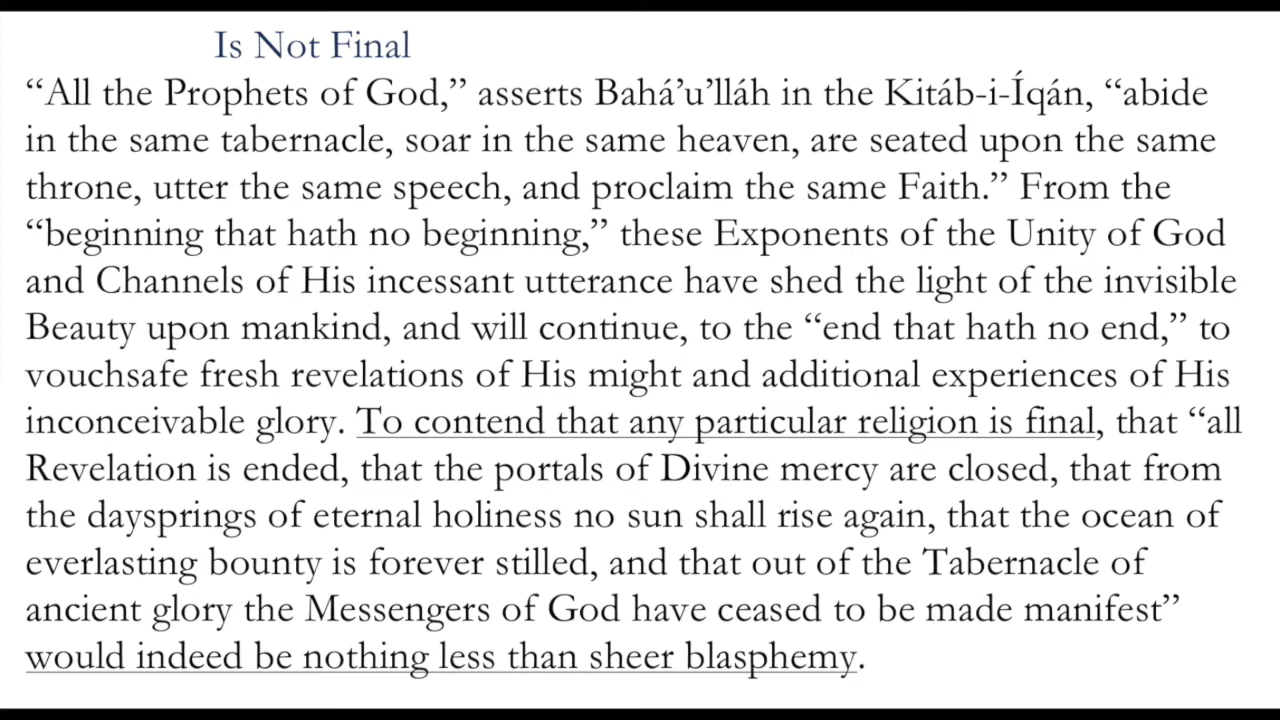 Is Not Final
“All the Prophets of God,” asserts Bahá’u’lláh in the Kitáb-i-Íqán, “abide
in the same tabernacle, soar in the same heaven, are seated upon the same
throne, utter the same speech, and proclaim the same Faith.” From the
“beginning that hath no beginning,” these Exponents of the Unity of God
and Channels of His incessant utterance have shed the light of the invisible
Beauty upon mankind, and will continue, to the “end that hath no end,” to
vouchsafe fresh revelations of His might and additional experiences of His
inconceivable glory. To contend that any particular religion is final, that “all
Revelation is ended, that the portals of Divine mercy are closed, that from
the daysprings of eternal holiness no sun shall rise again, that the ocean of
everlasting bounty is forever stilled, and that out of the Tabernacle of
ancient glory the Messengers of God have ceased to be made manifest”
would indeed be nothing less than sheer blasphemy.